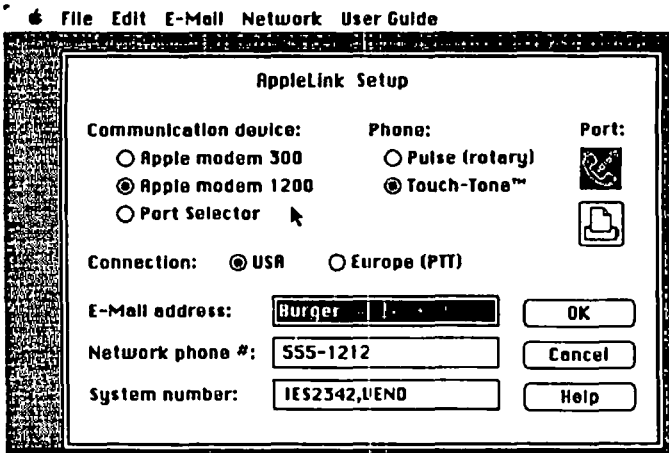 File Edit E-Mail Network User Guide
AppleLink Setup
Communication device: Phone: Port:
Apple modem 300 Pulse (rotary)
Apple modem 1200 Touch-Tone™
Port Selector
Connection: USA Europe (PTT)
E-Mail address: Burger OK
Network phone #: 555-1212 Cancel
System number: IES2342,VEND Help